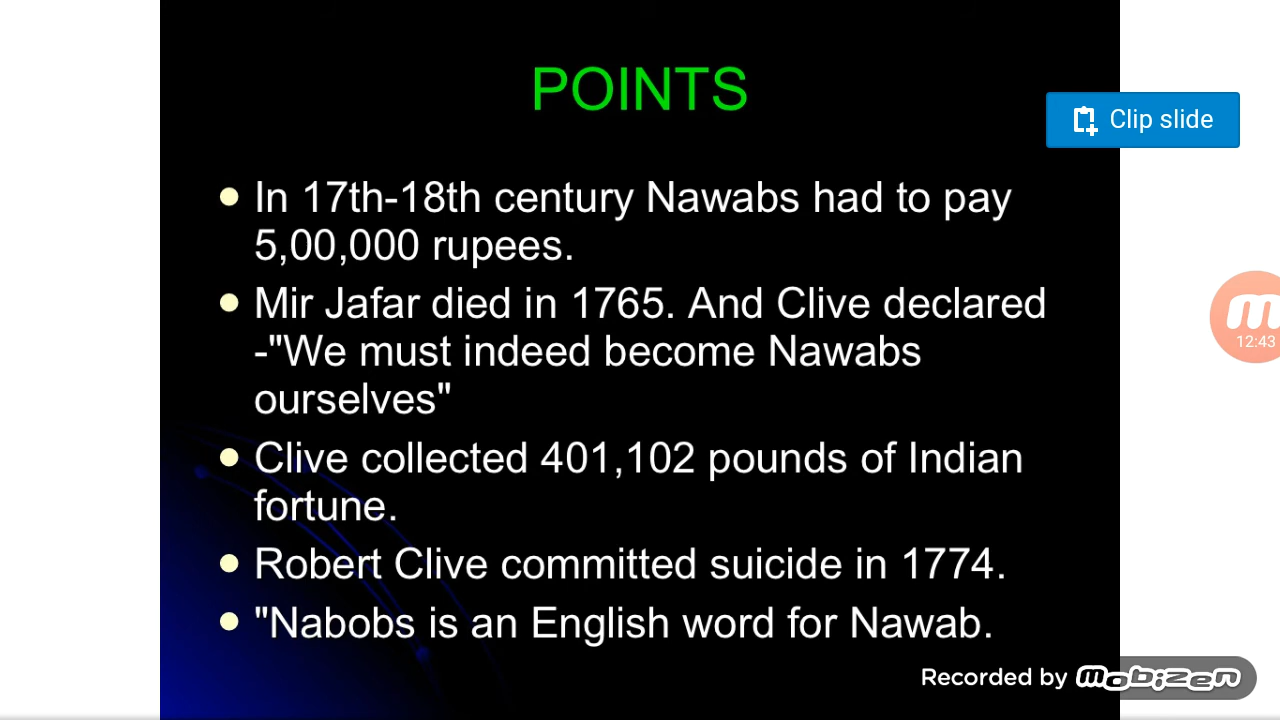 POINTS
Clip slide
In 17th-18th century Nawabs had to pay
5,00,000 rupees.
Mir Jafar died in 1765. And Clive declared
-"We must indeed become Nawabs
ourselves"
12:43
Clive collected 401,102 pounds of Indian
fortune.
Robert Clive committed suicide in 1774.
"Nabobs is an English word for Nawab.
Recorded by mobizen